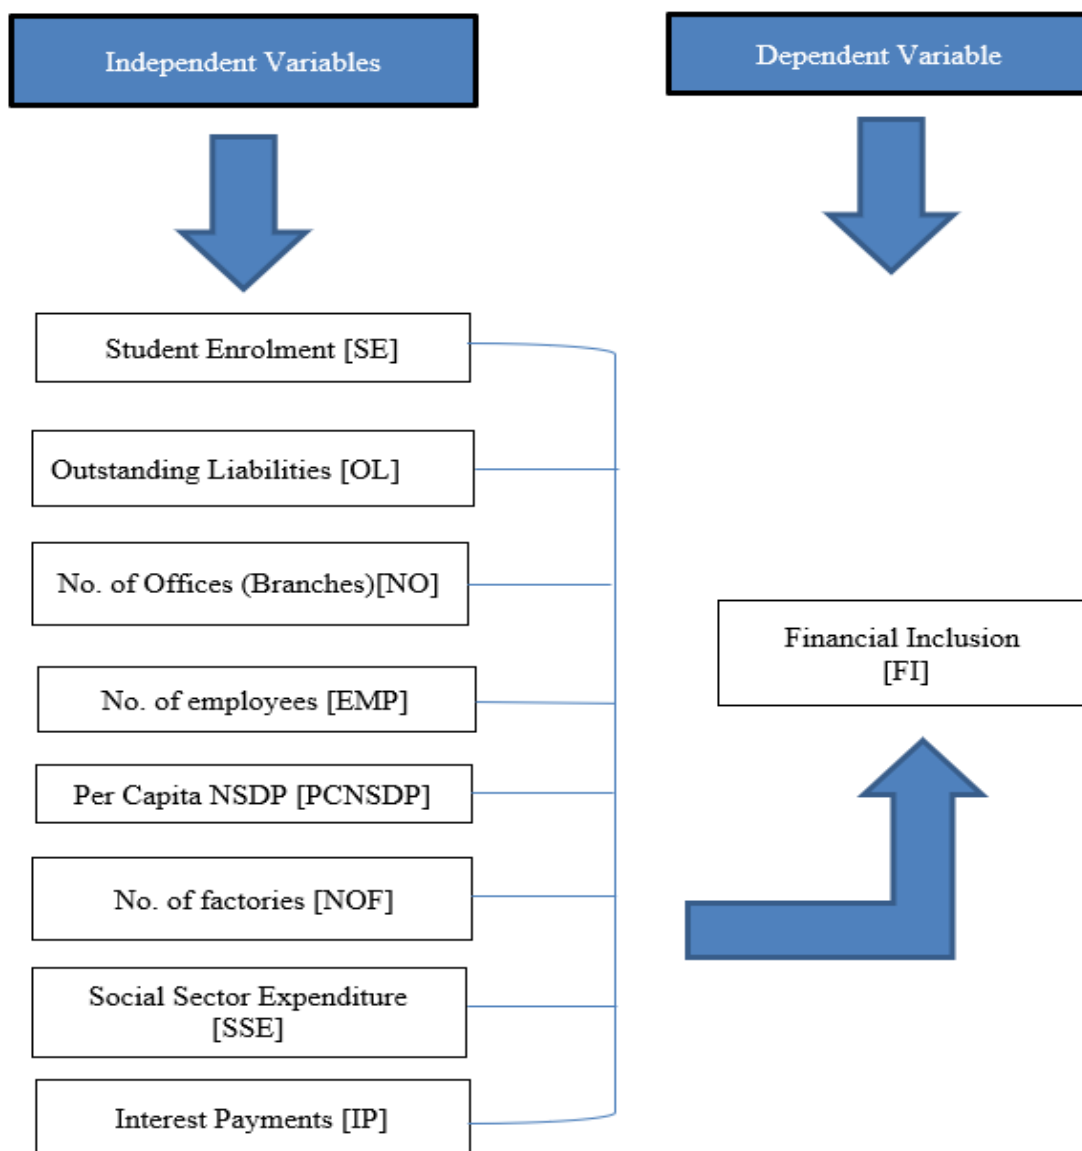 Independent Variables
Dependent Variable
Student Enrolment [SE]
Outstanding Liabilities [OL]
No. of Offices (Branches)[NO]
No. of employees [EMP]
Per Capita NSDP [PCNSDP]
No. of factories [NOF]
Social Sector Expenditure
[SSE]
Interest Payments [IP]
Financial Inclusion
[FI]